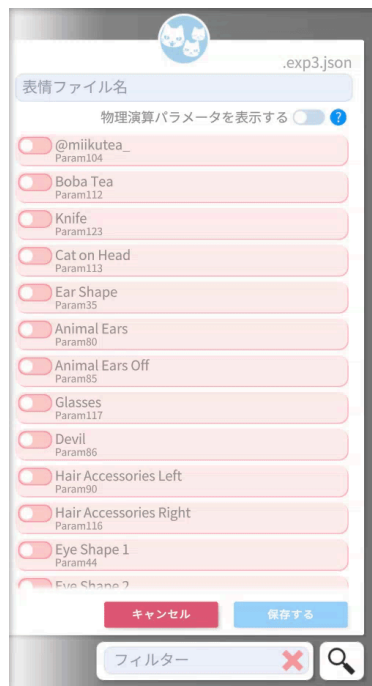 .exp3.json
表情ファイル名
物理演算パラメータを表示する ?
@miikutea_
Param104
Boba Tea
Param112
Knife
Param123
Cat on Head
Param113
Ear Shape
Param35
Animal Ears
Param80
Animal Ears Off
Param85
Glasses
Param117
Devil
Param86
Hair Accessories Left
Param90
Hair Accessories Right
Param116
Eye Shape 1
Param44
Eye Shape 2
キャンセル 保存する
フィルター